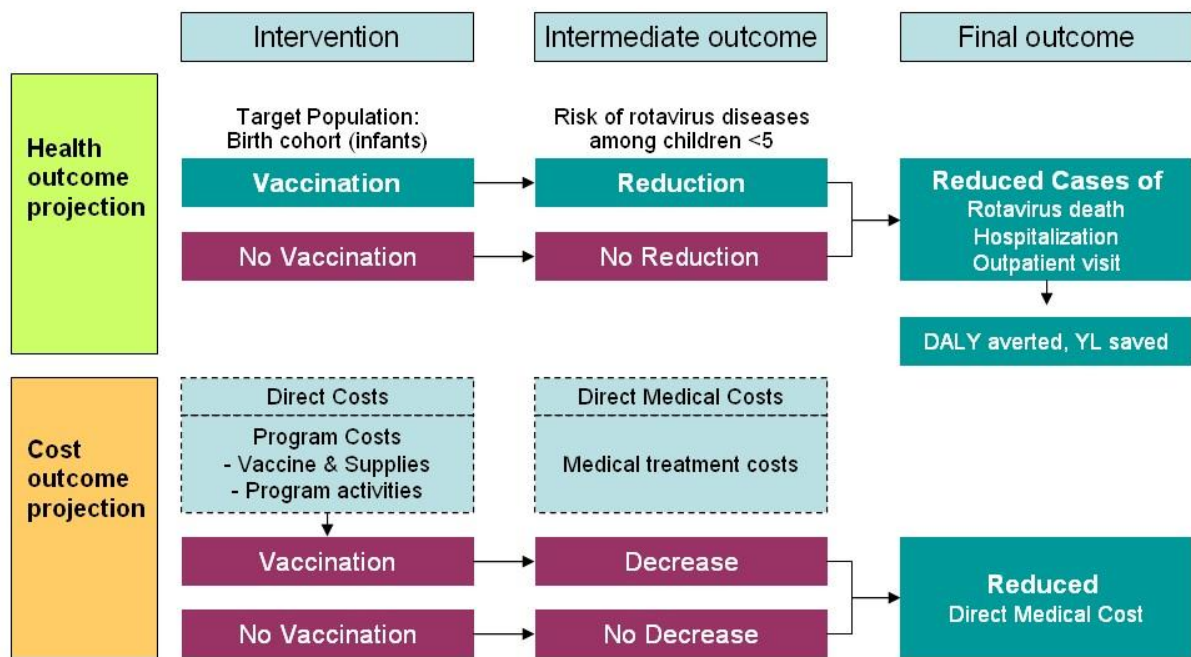 Intervention
Intermediate outcome
Final outcome
Health
outcome
projection
Target Population:
Birth cohort (infants)
Risk of rotavirus diseases
among children <5
Vaccination
Reduction
No Vaccination
No Reduction
Reduced Cases of
Rotavirus death
Hospitalization
Outpatient visit
DALY averted, YL saved
Cost
outcome
projection
Direct Costs
Program Costs
- Vaccine & Supplies
- Program activities
Direct Medical Costs
Medical treatment costs
Vaccination
Decrease
No Vaccination
No Decrease
Reduced
Direct Medical Cost